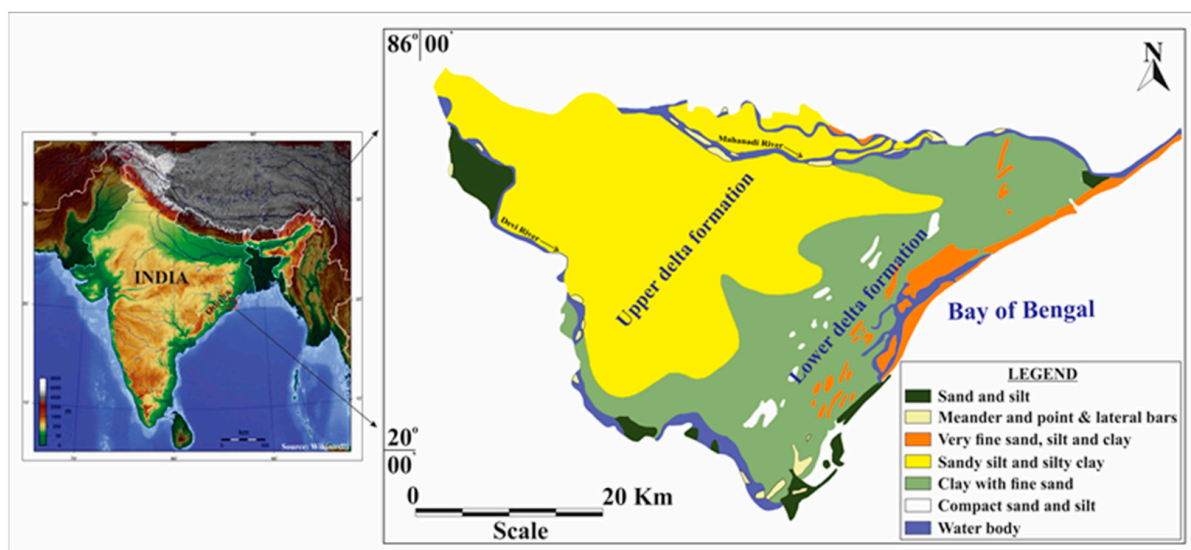 86° 00'
N
Mahanadi River
Devi River
Upper delta formation
Lower delta formation
Bay of Bengal
INDIA
LEGEND
Sand and silt
Meander and point & lateral bars
Very fine sand, silt and clay
Sandy silt and silty clay
Clay with fine sand
Compact sand and silt
Water body
20°
00'
0 20 Km
Scale
km